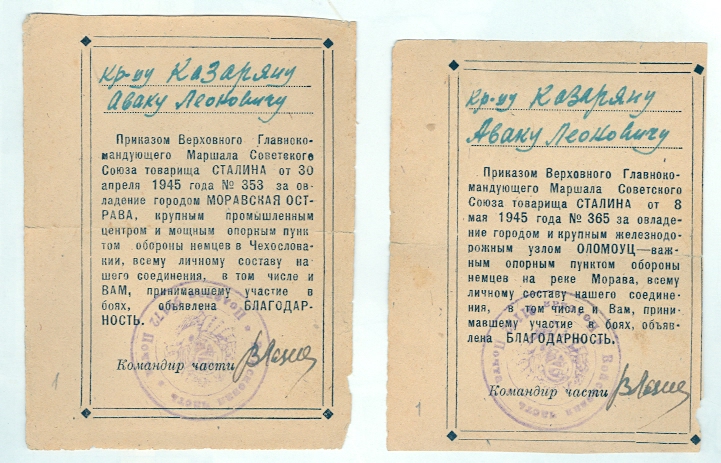 кр-цу Казаряну
Аваку Леоновичу
Приказом Верховного Главноко-
мандующего Маршала Советского
Союза товарища СТАЛИНА от 30
апреля 1945 года № 353 за ов-
ладение городом МОРАВСКАЯ ОСТ-
РАВА, крупным промышленным
центром и мощным опорным пунк
том обороны немцев в Чехослова-
кии, всему личному составу на
шего соединения, в том числе и
ВАМ, принимавшему участие в
боях, объявлена БЛАГОДАР-
НОСТЬ.
Командир части
1
кр-цу Казаряну
Аваку Леоновичу
Приказом Верховного Главноко-
мандующего Маршала Советского
Союза товарища СТАЛИНА от 8
мая 1945 года № 365 за овладе-
ние городом и крупным железнодо-
рожным узлом ОЛОМОУЦ—важ-
ным опорным пунктом обороны
немцев на реке Морава, всему
личному составу нашего соедине-
ния, в том числе и Вам, прини-
мавшему участие в боях, объяв-
лена БЛАГОДАРНОСТЬ.
Командир части
1